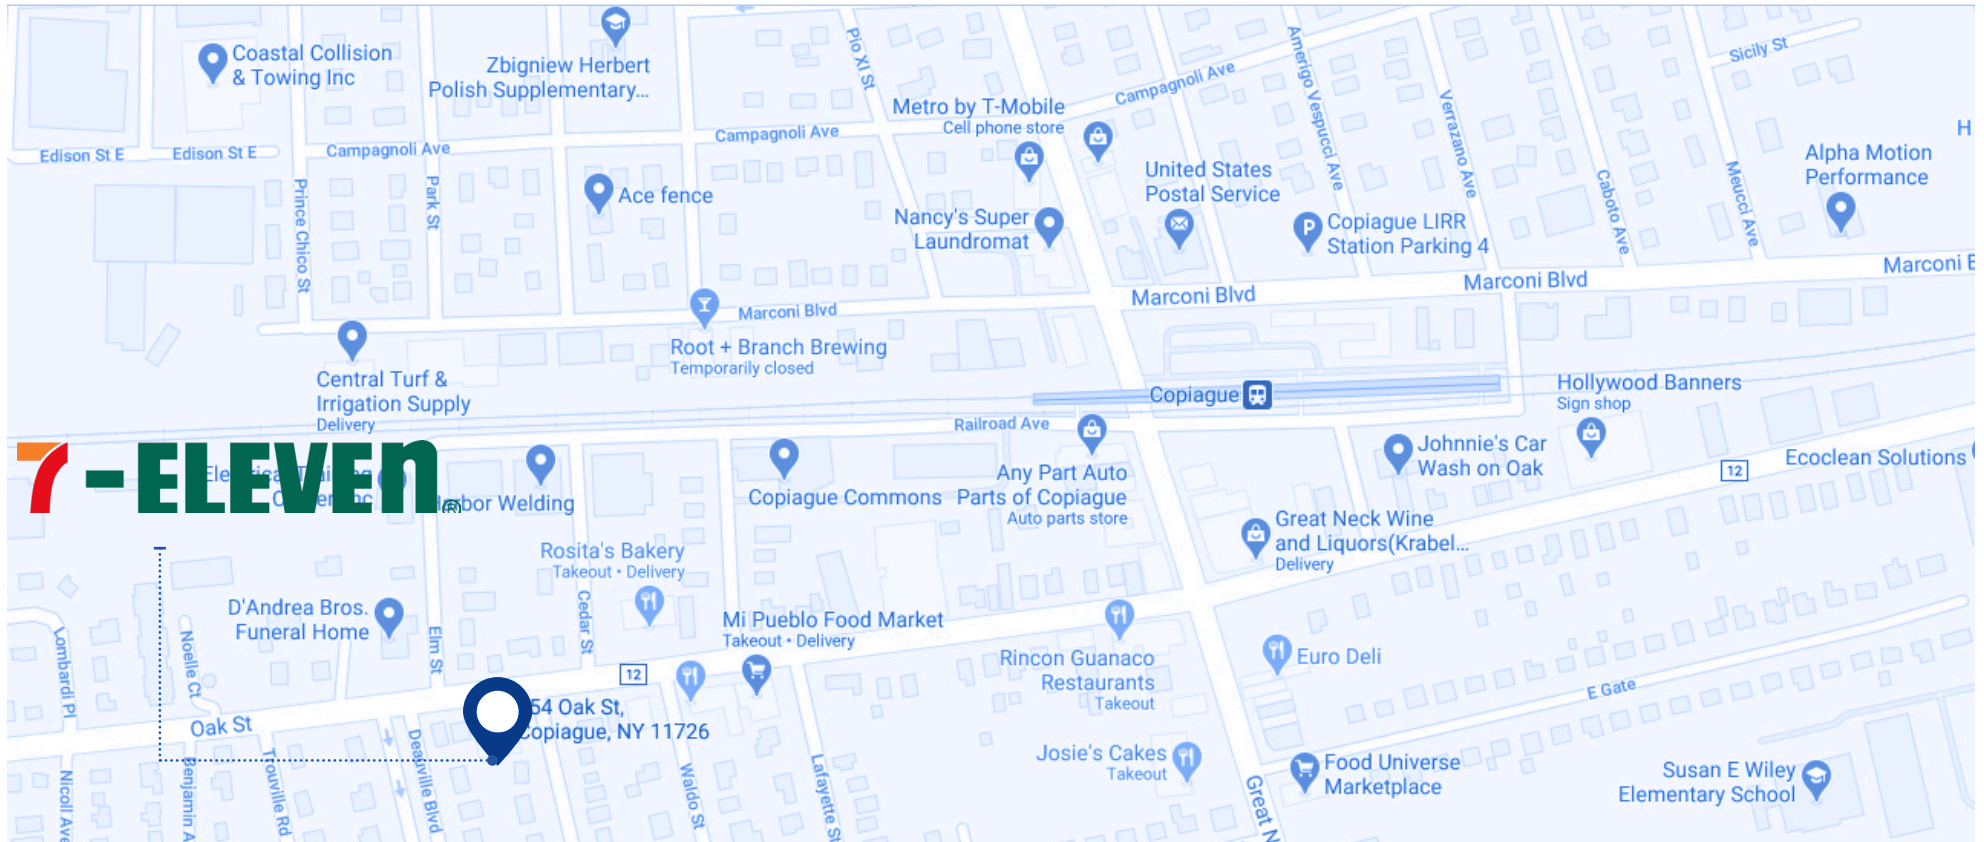 Coastal Collision
& Towing Inc
Zbigniew Herbert
Polish Supplementary...
Pio XI St
Metro by T-Mobile
Cell phone store
Campagnoli Ave
Amerigo Vespucci Ave
Verrazano Ave
Sicily St
H
Edison St E
Edison St E
Campagnoli Ave
Campagnoli Ave
Prince Chico St
Park St
Ace fence
Nancy's Super
Laundromat
United States
Postal Service
Copiague LIRR
Station Parking 4
P
Caboto Ave
Meucci Ave
Alpha Motion
Performance
Marconi Blvd
Marconi Blvd
Marconi Blvd
Marconi B
Root + Branch Brewing
Temporarily closed
Central Turf &
Irrigation Supply
Delivery
Copiague
Railroad Ave
Hollywood Banners
Sign shop
7-ELEVEn®
Harbor Welding
Copiague Commons
Any Part Auto
Parts of Copiague
Auto parts store
Johnnie's Car
Wash on Oak
12
Ecoclean Solutions
Great Neck Wine
and Liquors(Krabel...
Delivery
Rosita's Bakery
Takeout • Delivery
D'Andrea Bros.
Funeral Home
Mi Pueblo Food Market
Takeout • Delivery
Lombardi Pl
Noelle Ct
Elm St
Cedar St
12
Rincon Guanaco
Restaurants
Takeout
Euro Deli
E Gate
Oak St
54 Oak St,
Copiague, NY 11726
Nicoll Ave
Benjamin A
Trouville Rd
Deauville Blvd
Waldo St
Lafayette St
Josie's Cakes
Takeout
Great N
Food Universe
Marketplace
Susan E Wiley
Elementary School